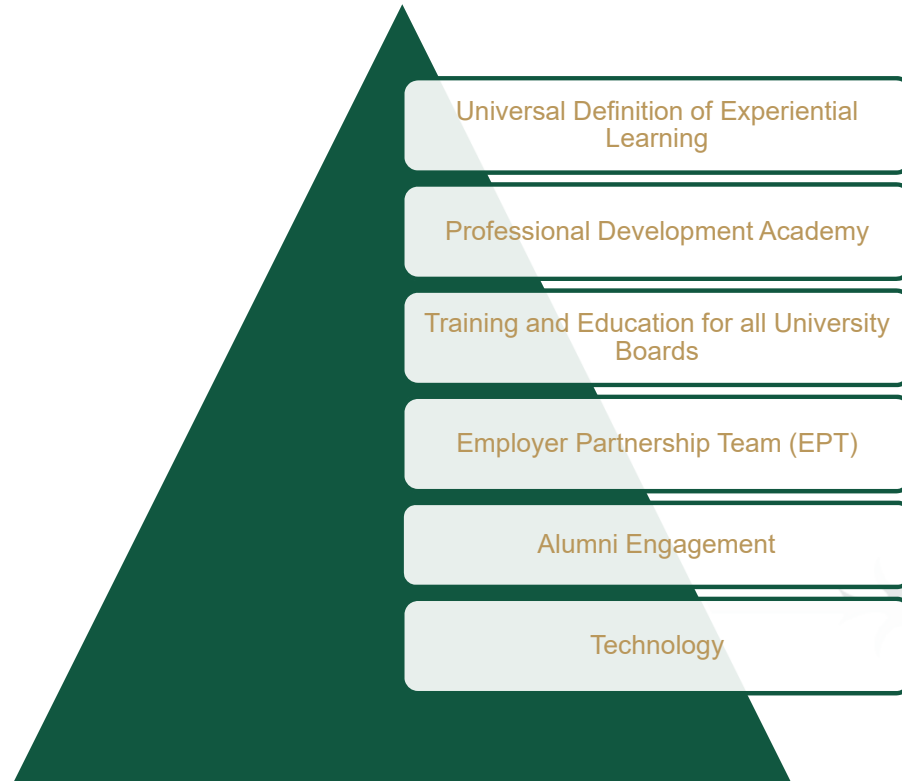 Universal Definition of Experiential
Learning
Professional Development Academy
Training and Education for all University
Boards
Employer Partnership Team (EPT)
Alumni Engagement
Technology